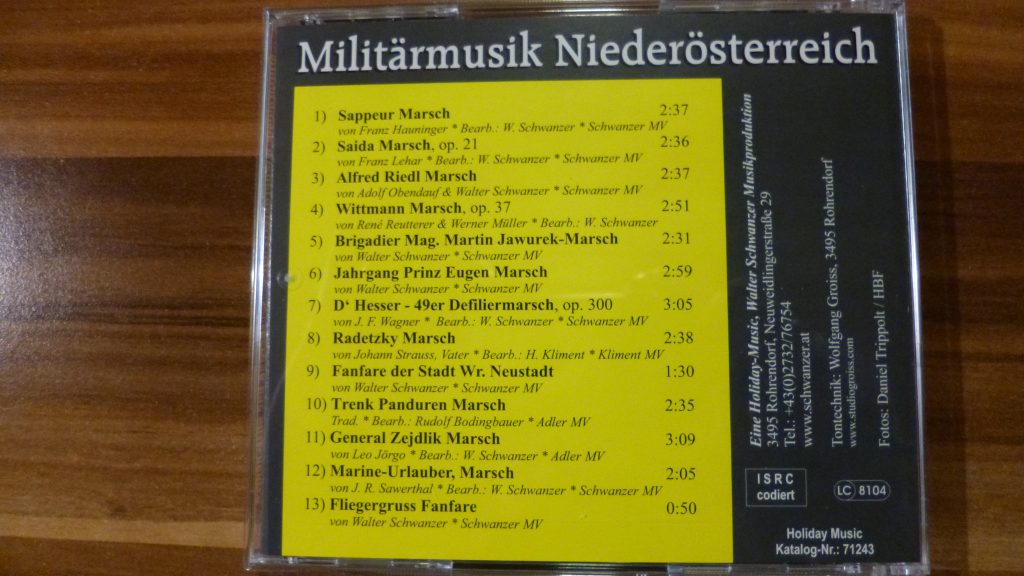 Militärmusik Niederösterreich
1) Sappeur Marsch 2:37
von Franz Hauninger * Bearb.: W. Schwanzer * Schwanzer MV
2) Saida Marsch, op. 21 2:36
von Franz Lehar * Bearb.: W. Schwanzer * Schwanzer MV
3) Alfred Riedl Marsch 2:37
von Adolf Obendauf & Walter Schwanzer * Schwanzer MV
4) Wittmann Marsch, op. 37 2:51
von René Reutterer & Werner Müller * Bearb.: W. Schwanzer
5) Brigadier Mag. Martin Jawurek-Marsch 2:31
von Walter Schwanzer * Schwanzer MV
6) Jahrgang Prinz Eugen Marsch 2:59
von Walter Schwanzer * Schwanzer MV
7) D‘ Hesser - 49er Defiliermarsch, op. 300 3:05
von J. F. Wagner * Bearb.: W. Schwanzer * Schwanzer MV
8) Radetzky Marsch 2:38
von Johann Strauss, Vater * Bearb.: H. Kliment * Kliment MV
9) Fanfare der Stadt Wr. Neustadt 1:30
von Walter Schwanzer * Schwanzer MV
10) Trenk Panduren Marsch 2:35
Trad. * Bearb.: Rudolf Bodingbauer * Adler MV
11) General Zejdlik Marsch 3:09
von Leo Jörgo * Bearb.: W. Schwanzer * Adler MV
12) Marine-Urlauber, Marsch 2:05
von J. R. Sawerthal * Bearb.: W. Schwanzer * Schwanzer MV
13) Fliegergruss Fanfare 0:50
von Walter Schwanzer * Schwanzer MV
Eine Holiday-Music, Walter Schwanzer Musikproduktion
3495 Rohrendorf, Neuweidlingerstraße 29
Tel.: +43(0)2732/76754
www.schwanzer.at
Tontechnik: Wolfgang Groiss, 3495 Rohrendorf
www.studiogroiss.com
Fotos: Daniel Trippolt / HBF
ISRC
codiert
LC 8104
Holiday Music
Katalog-Nr.: 71243